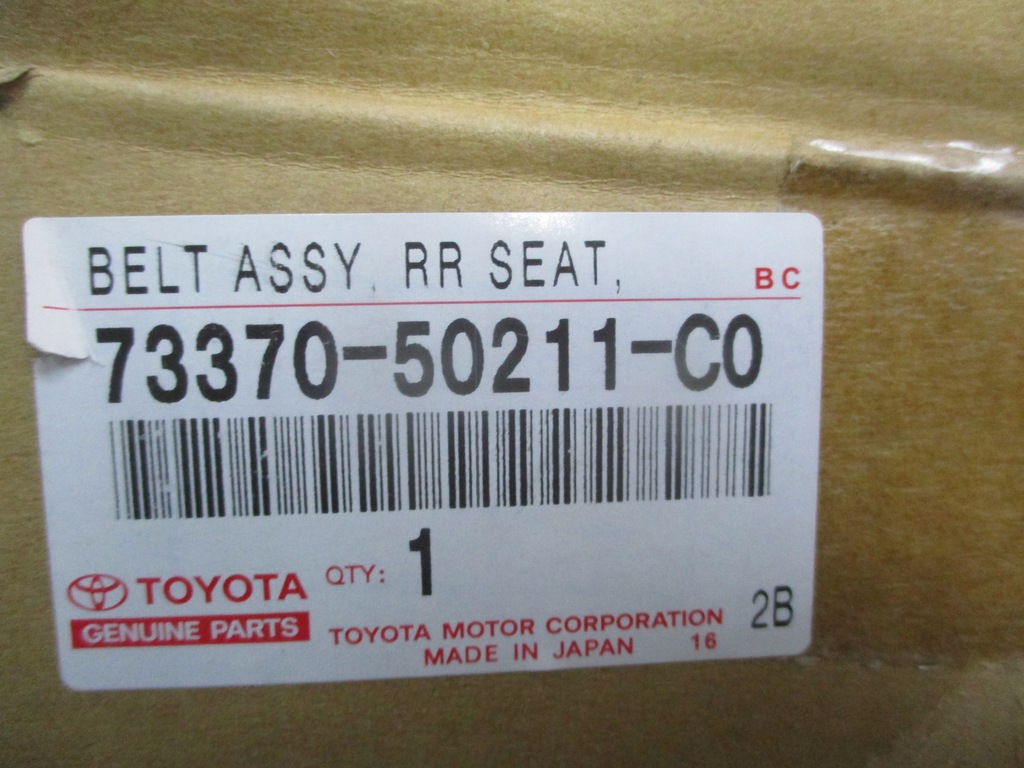 BELT ASSY, RR SEAT,
BC
73370-50211-C0
QTY: 1
TOYOTA
GENUINE PARTS
TOYOTA MOTOR CORPORATION
MADE IN JAPAN 16
2B